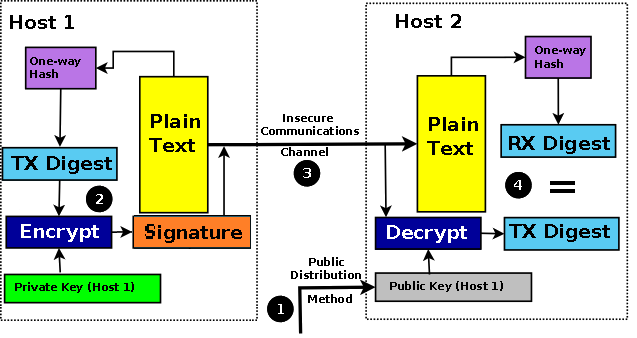 Host 1
One-way
Hash
Plain
Text
TX Digest
2
Encrypt
Signature
Private Key (Host 1)
Insecure
Communications
Channel
3
Public
Distribution
Method
1
Host 2
One-way
Hash
Plain
Text
RX Digest
4 =
Decrypt
TX Digest
Public Key (Host 1)